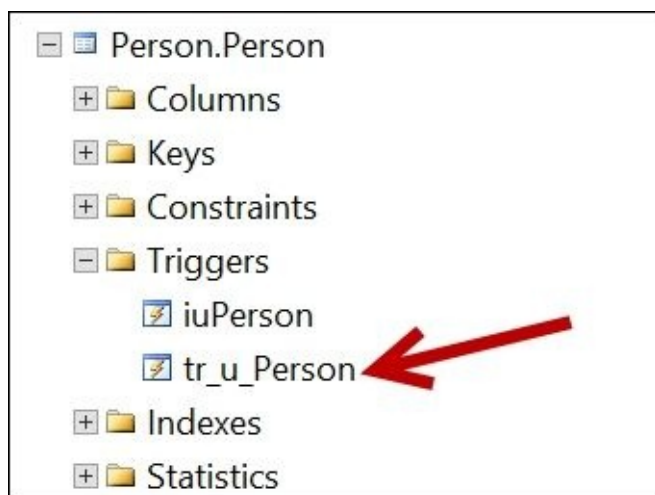 Person.Person
Columns
Keys
Constraints
Triggers
iuPerson
tr_u_Person
Indexes
Statistics